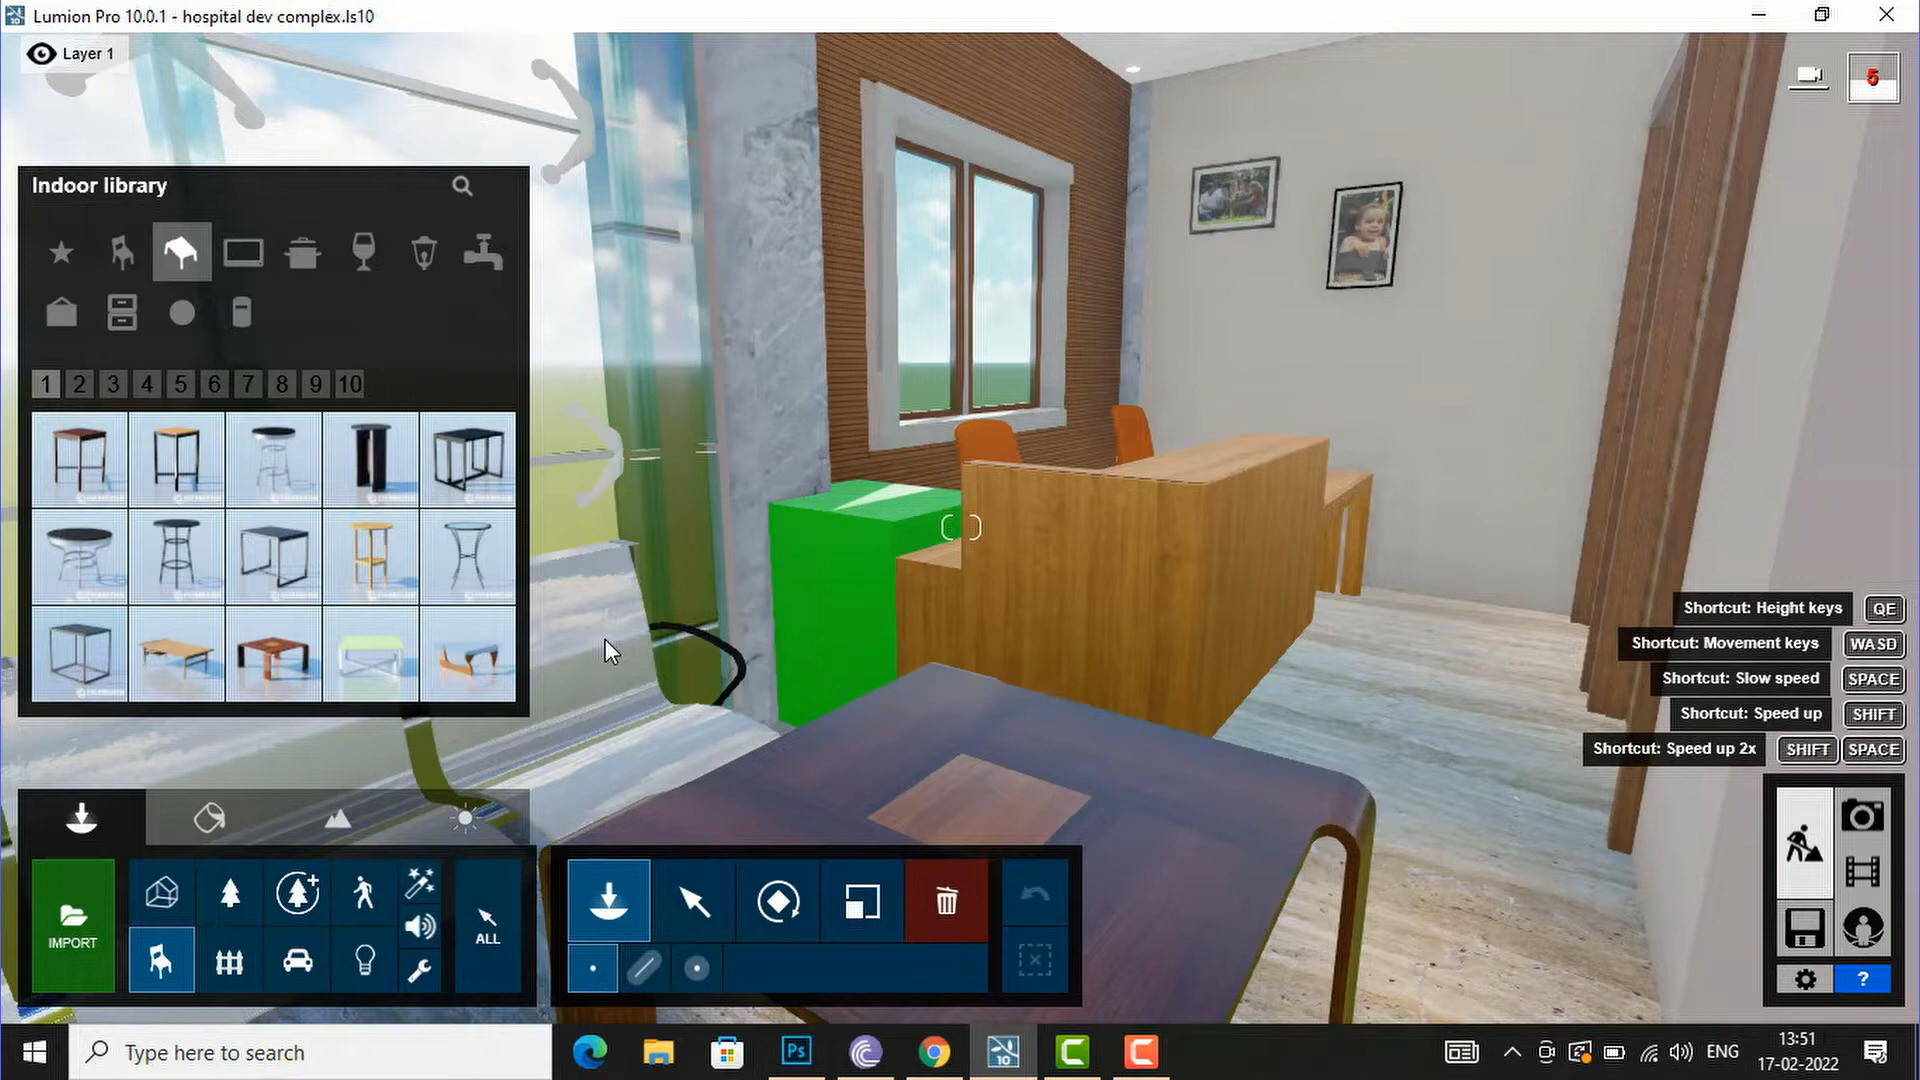 Lumion Pro 10.0.1 - hospital dev complex.ls10
Layer 1
5
Indoor library
1 2 3 4 5 6 7 8 9 10
Shortcut: Height keys QE
Shortcut: Movement keys WASD
Shortcut: Slow speed SPACE
Shortcut: Speed up SHIFT
Shortcut: Speed up 2x SHIFT SPACE
IMPORT
ALL
?
Type here to search
Ps
10
ENG
13:51
17-02-2022